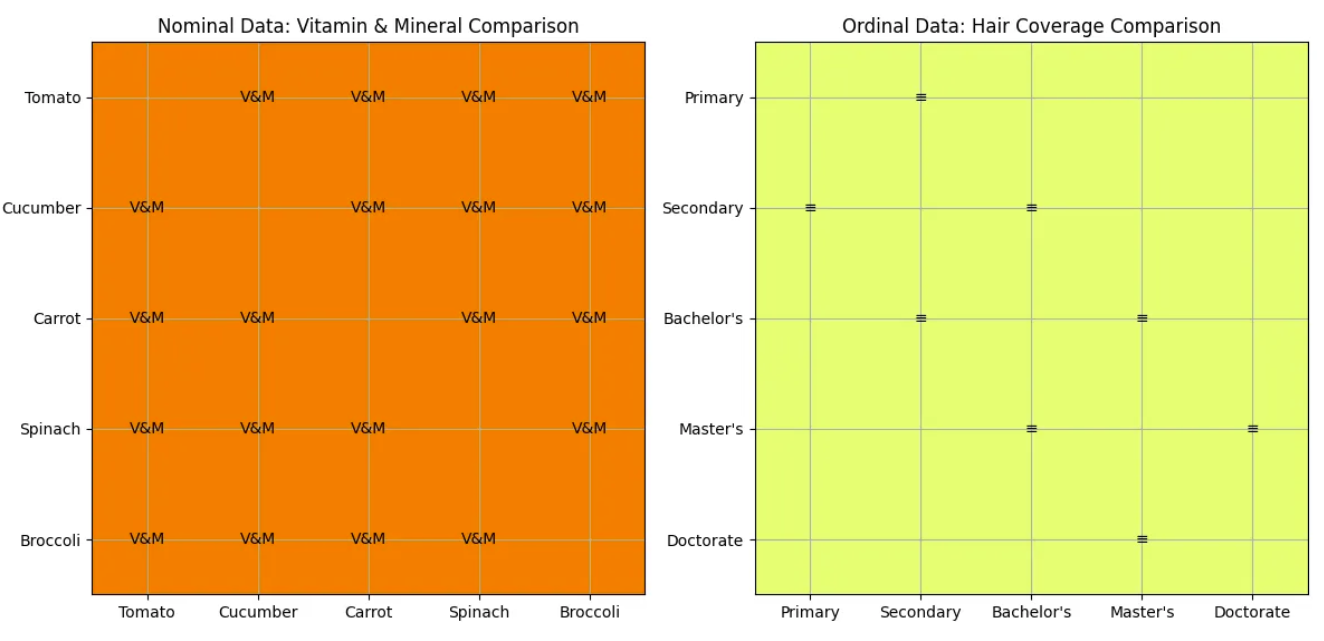 Nominal Data: Vitamin & Mineral Comparison
Tomato V&M V&M V&M V&M
Cucumber V&M V&M V&M V&M
Carrot V&M V&M V&M V&M
Spinach V&M V&M V&M V&M
Broccoli V&M V&M V&M V&M
Tomato Cucumber Carrot Spinach Broccoli
Ordinal Data: Hair Coverage Comparison
Primary ≡
Secondary ≡ ≡
Bachelor's ≡ ≡
Master's ≡ ≡
Doctorate ≡
Primary Secondary Bachelor's Master's Doctorate